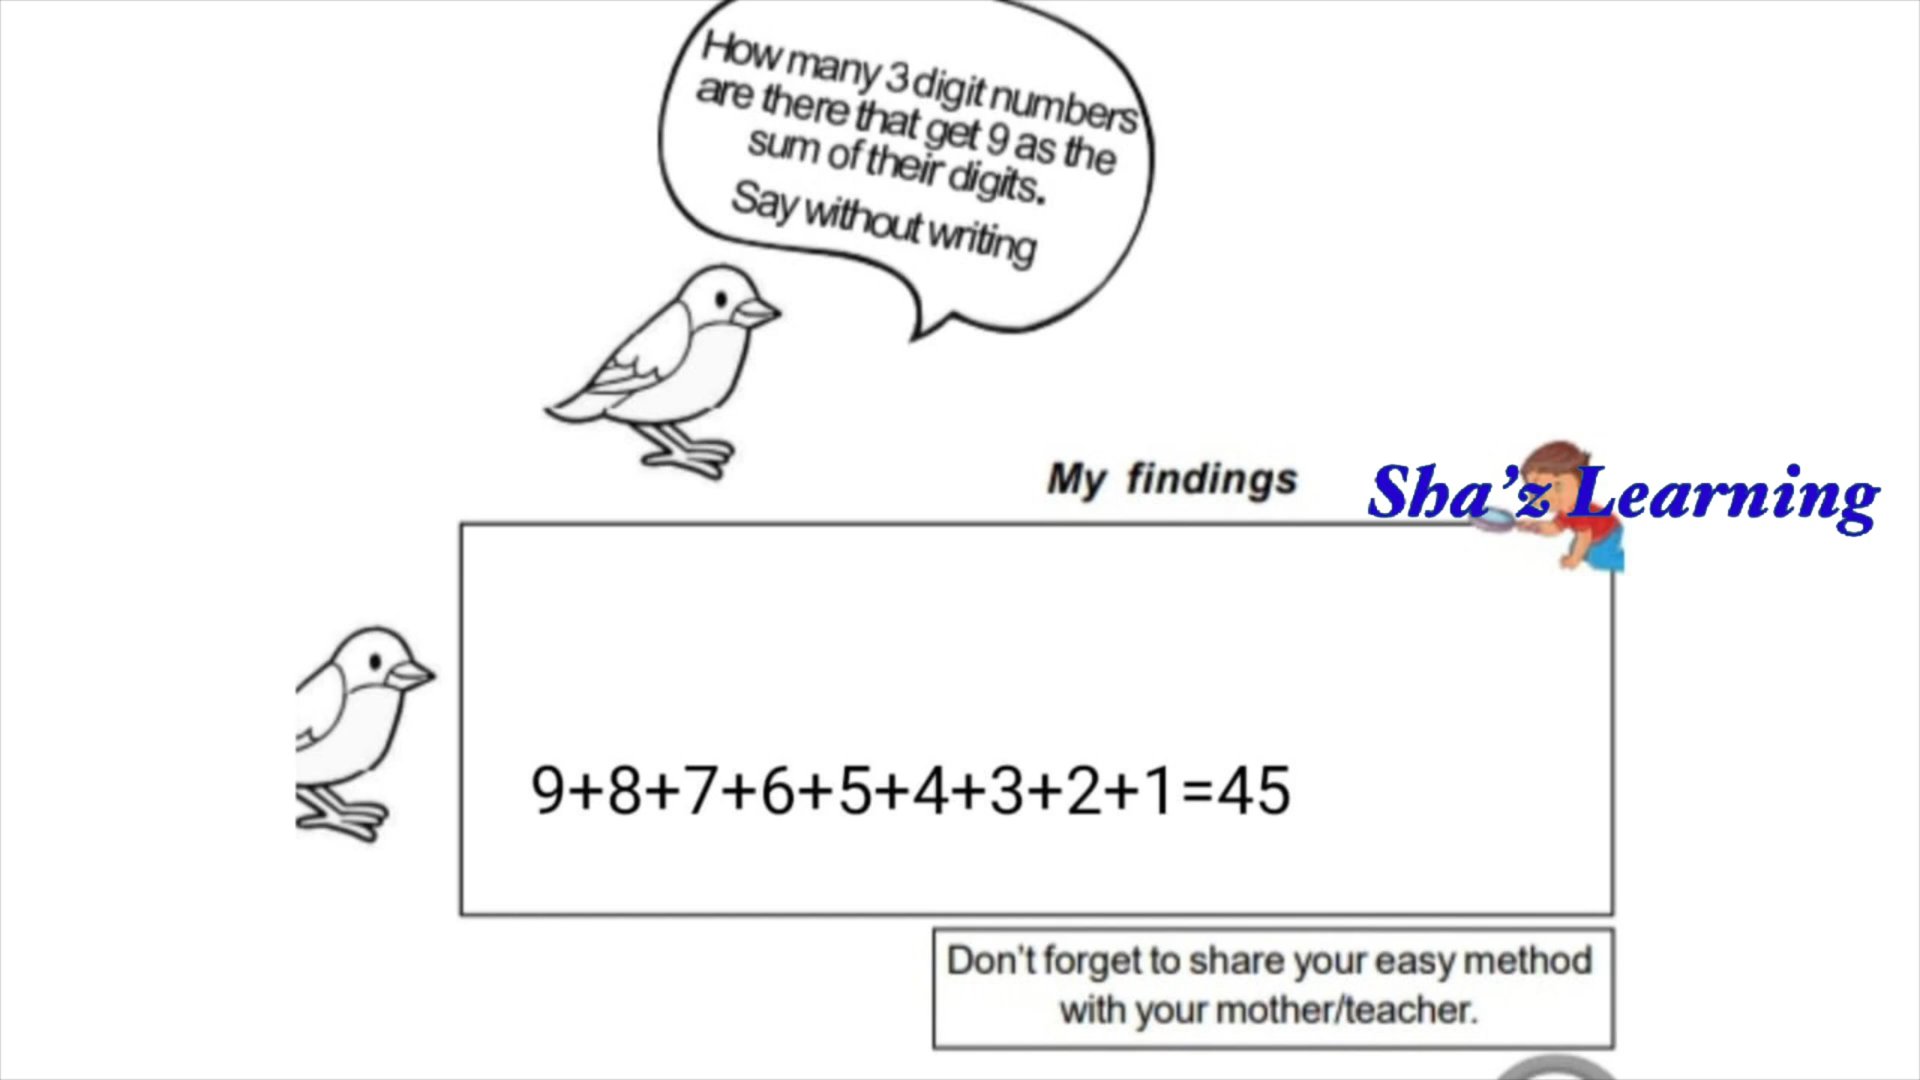 How many 3 digit numbers
are there that get 9 as the
sum of their digits.
Say without writing
My findings
Sha'z Learning
9+8+7+6+5+4+3+2+1=45
Don't forget to share your easy method
with your mother/teacher.